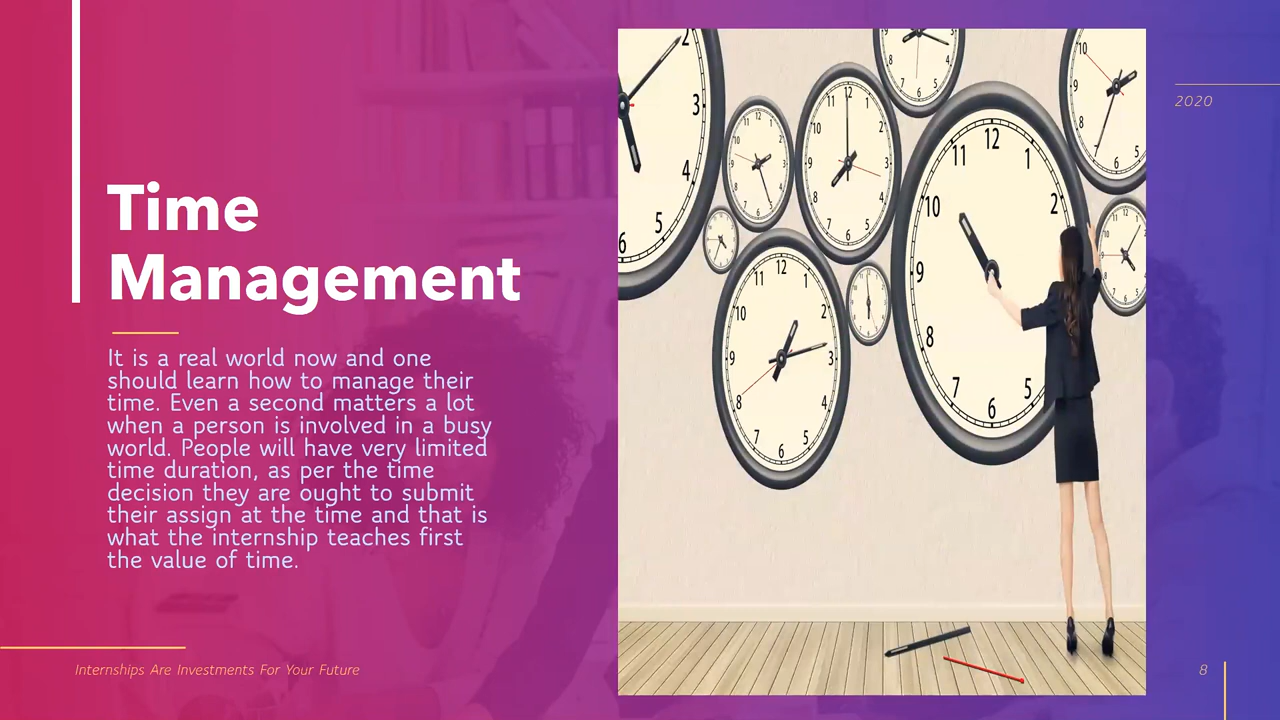 2020
Time
Management
It is a real world now and one
should learn how to manage their
time. Even a second matters a lot
when a person is involved in a busy
world. People will have very limited
time duration, as per the time
decision they are ought to submit
their assign at the time and that is
what the internship teaches first
the value of time.
Internships Are Investments For Your Future
8